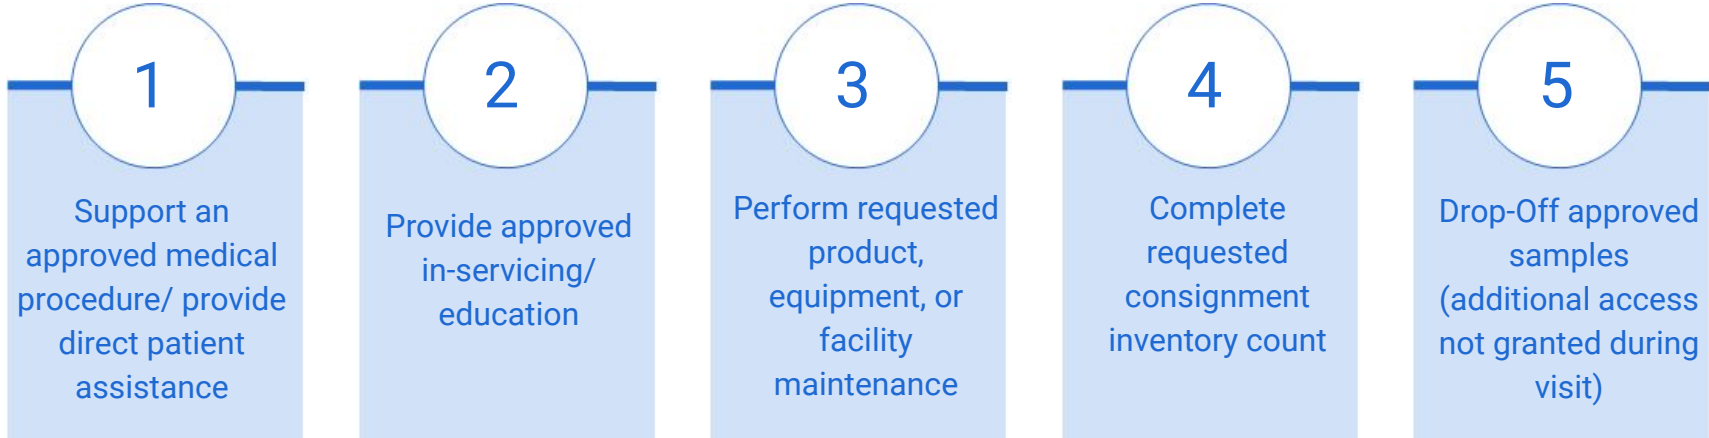 1
Support an
approved medical
procedure/ provide
direct patient
assistance
2
Provide approved
in-servicing/
education
3
Perform requested
product,
equipment, or
facility
maintenance
4
Complete
requested
consignment
inventory count
5
Drop-Off approved
samples
(additional access
not granted during
visit)